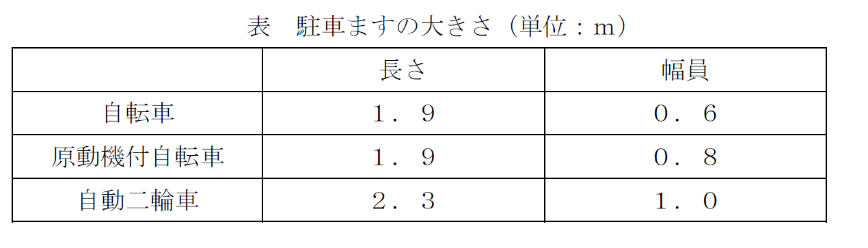 表　駐車ますの大きさ（単位：ｍ）
長さ　幅員
自転車　１．９　０．６
原動機付自転車　１．９　０．８
自動二輪車　２．３　１．０